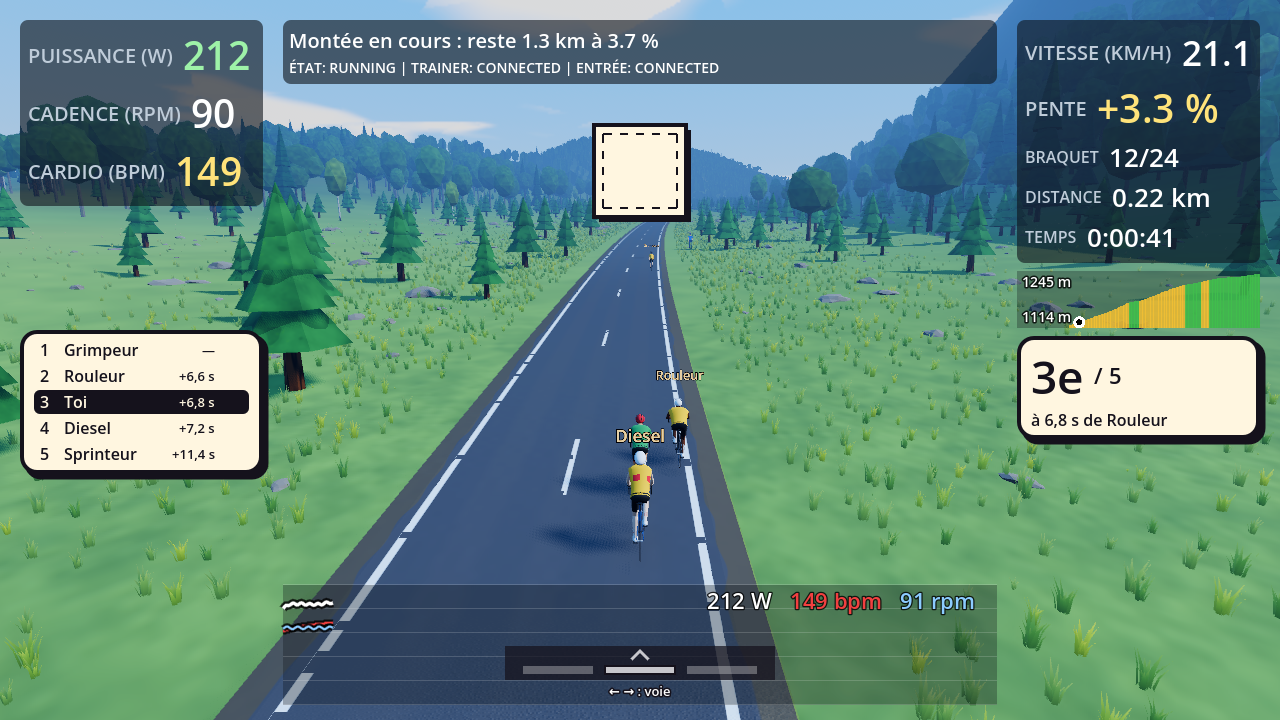 PUISSANCE (W) 212
CADENCE (RPM) 90
CARDIO (BPM) 149
Montée en cours : reste 1.3 km à 3.7 %
ÉTAT: RUNNING | TRAINER: CONNECTED | ENTRÉE: CONNECTED
VITESSE (KM/H) 21.1
PENTE +3.3 %
BRAQUET 12/24
DISTANCE 0.22 km
TEMPS 0:00:41
1245 m
1114 m
1 Grimpeur —
2 Rouleur +6,6 s
3 Toi +6,8 s
4 Diesel +7,2 s
5 Sprinteur +11,4 s
3e / 5
à 6,8 s de Rouleur
Rouleur
Diesel
212 W 149 bpm 91 rpm
← → : voie